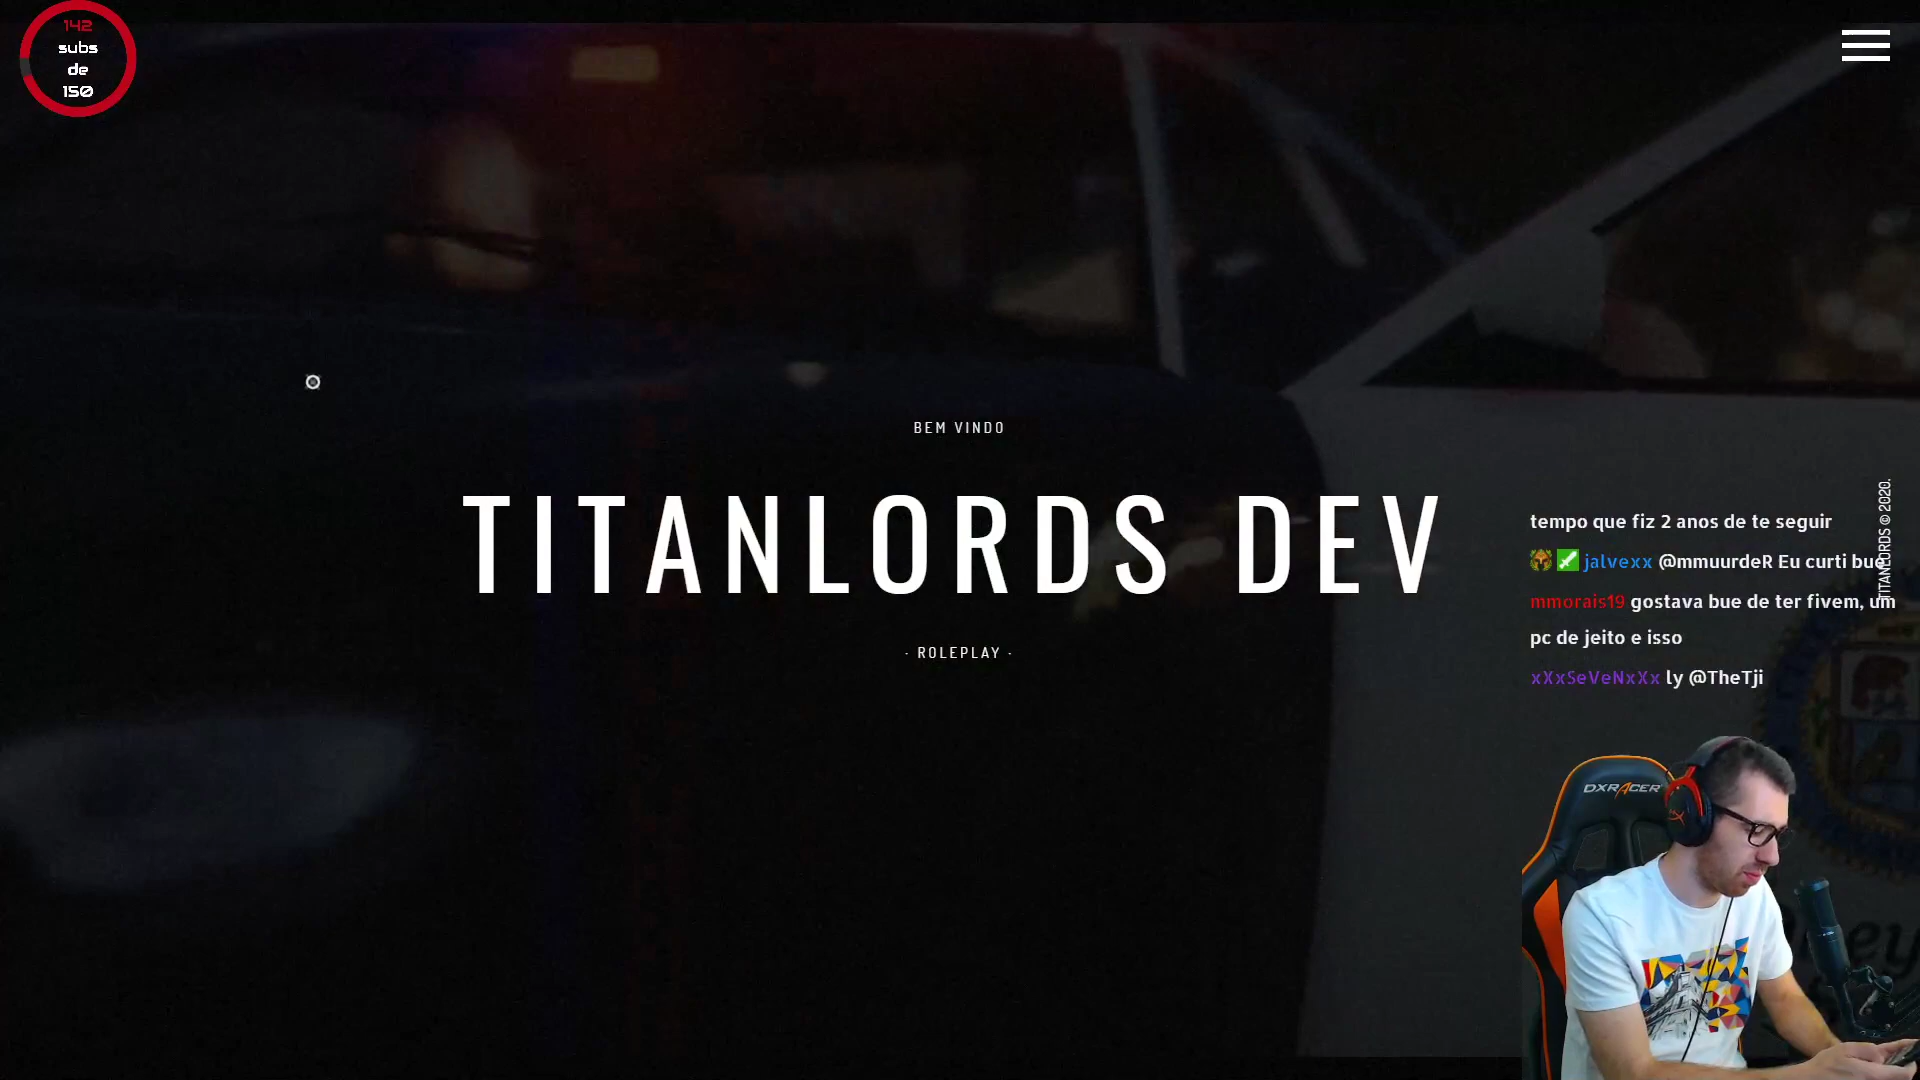 142
subs
de
150
BEM VINDO
TITANLORDS DEV
· ROLEPLAY ·
TITANLORDS © 2020.
tempo que fiz 2 anos de te seguir
jalvexx @mmuurdeR Eu curti bue
mmorais19 gostava bue de ter fivem, um
pc de jeito e isso
xXxSeVeNxXx ly @TheTji
DXRACER